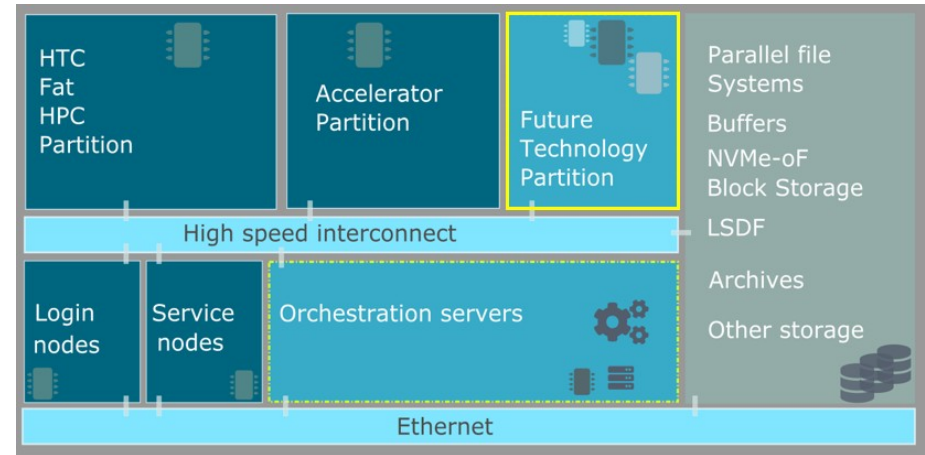 HTC
Fat
HPC
Partition
Accelerator
Partition
Future
Technology
Partition
Parallel file
Systems
Buffers
NVMe-oF
Block Storage
LSDF
Archives
Other storage
High speed interconnect
Login
nodes
Service
nodes
Orchestration servers
Ethernet